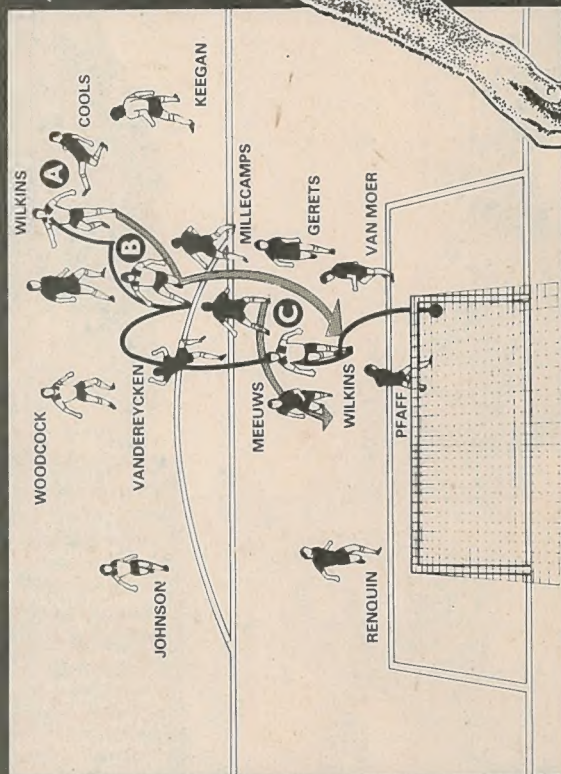 WILKINS
A
COOLS
KEEGAN
B
WOODCOCK
VANDEREYCKEN
MILLECAMPS
GERETS
VAN MOER
C
MEEUWS
WILKINS
PFAFF
JOHNSON
RENQUIN